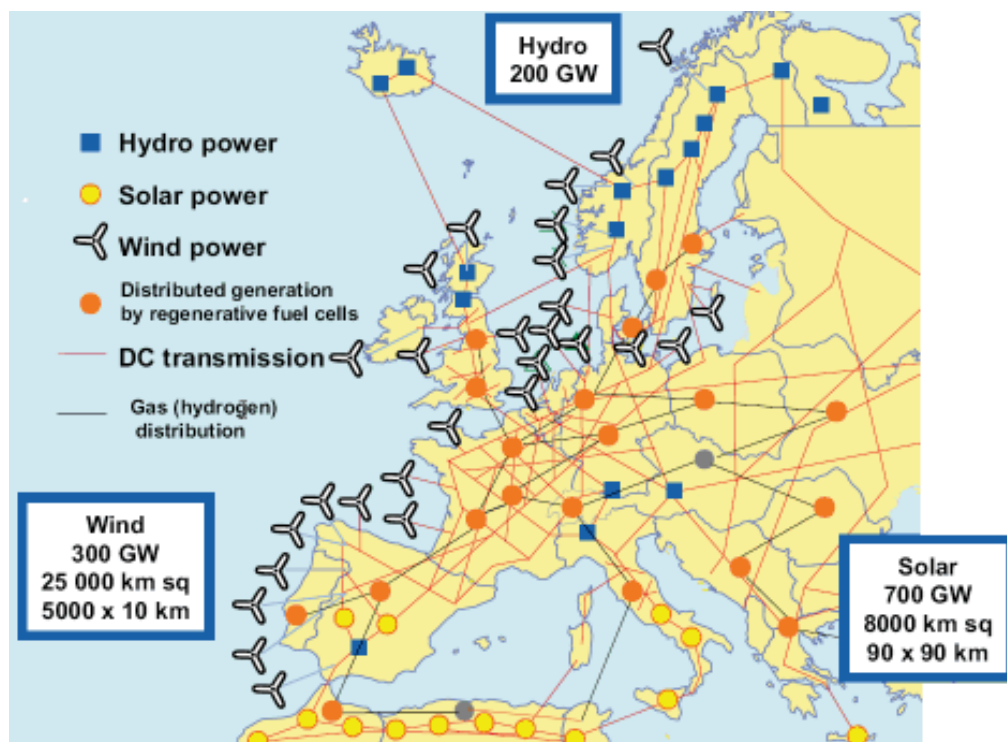 Hydro
200 GW
Hydro power
Solar power
Wind power
Distributed generation
by regenerative fuel cells
DC transmission
Gas (hydrogen)
distribution
Wind
300 GW
25 000 km sq
5000 x 10 km
Solar
700 GW
8000 km sq
90 x 90 km